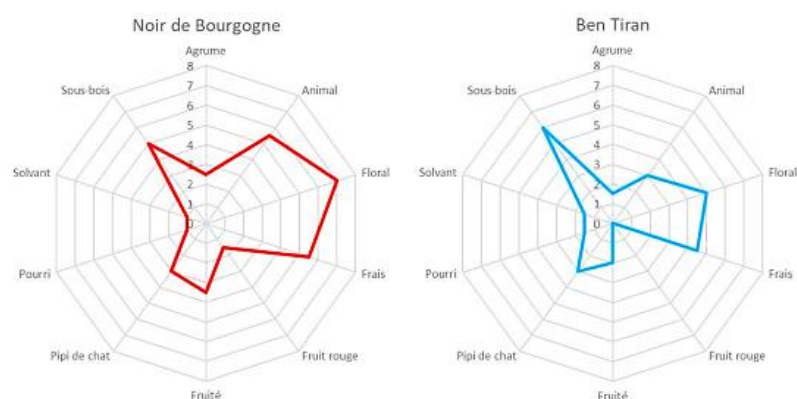 Noir de Bourgogne
Agrume
8
7
6
5
4
3
2
1
0
Animal
Floral
Frais
Fruit rouge
Fruité
Pipi de chat
Pourri
Solvant
Sous-bois
Ben Tiran
Agrume
8
7
6
5
4
3
2
1
0
Animal
Floral
Frais
Fruit rouge
Fruité
Pipi de chat
Pourri
Solvant
Sous-bois